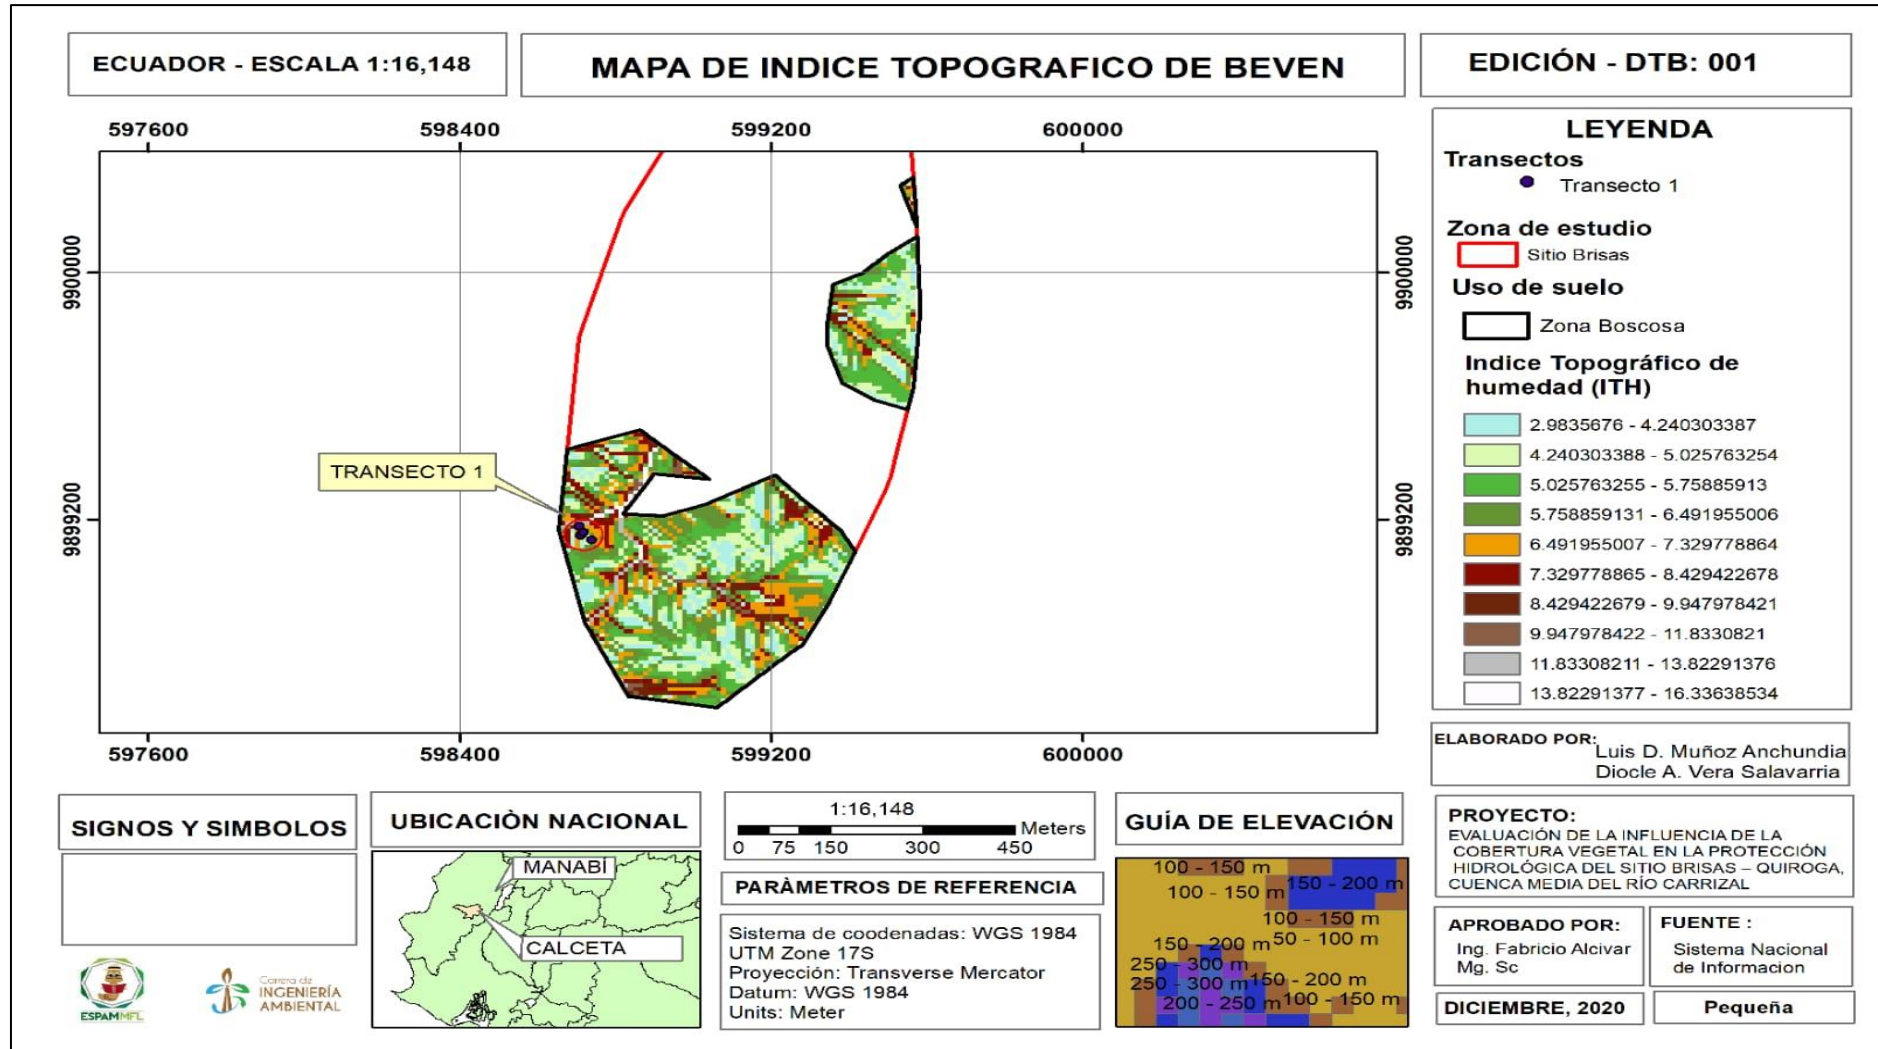 ECUADOR - ESCALA 1:16,148
MAPA DE INDICE TOPOGRAFICO DE BEVEN
EDICIÓN - DTB: 001
597600
598400
599200
600000
9900000
9899200
9900000
9899200
TRANSECTO 1
597600
598400
599200
600000
LEYENDA
Transectos
Transecto 1
Zona de estudio
Sitio Brisas
Uso de suelo
Zona Boscosa
Indice Topográfico de
humedad (ITH)
2.9835676 - 4.240303387
4.240303388 - 5.025763254
5.025763255 - 5.75885913
5.758859131 - 6.491955006
6.491955007 - 7.329778864
7.329778865 - 8.429422678
8.429422679 - 9.947978421
9.947978422 - 11.8330821
11.83308211 - 13.82291376
13.82291377 - 16.33638534
ELABORADO POR:
Luis D. Muñoz Anchundia
Diocle A. Vera Salavarria
SIGNOS Y SIMBOLOS
ESPAMMFL
Carrera de
INGENIERÍA
AMBIENTAL
UBICACIÒN NACIONAL
MANABÍ
CALCETA
1:16,148
Meters
0 75 150 300 450
PARÀMETROS DE REFERENCIA
Sistema de coodenadas: WGS 1984
UTM Zone 17S
Proyección: Transverse Mercator
Datum: WGS 1984
Units: Meter
GUÍA DE ELEVACIÓN
100 - 150 m
150 - 200 m
100 - 150 m
100 - 150 m
50 - 100 m
150 - 200 m
250 - 300 m
250 - 300 m
150 - 200 m
200 - 250 m
100 - 150 m
PROYECTO:
EVALUACIÓN DE LA INFLUENCIA DE LA
COBERTURA VEGETAL EN LA PROTECCIÓN
HIDROLÓGICA DEL SITIO BRISAS – QUIROGA,
CUENCA MEDIA DEL RÍO CARRIZAL
APROBADO POR:
Ing. Fabricio Alcivar
Mg. Sc
FUENTE :
Sistema Nacional
de Informacion
DICIEMBRE, 2020
Pequeña